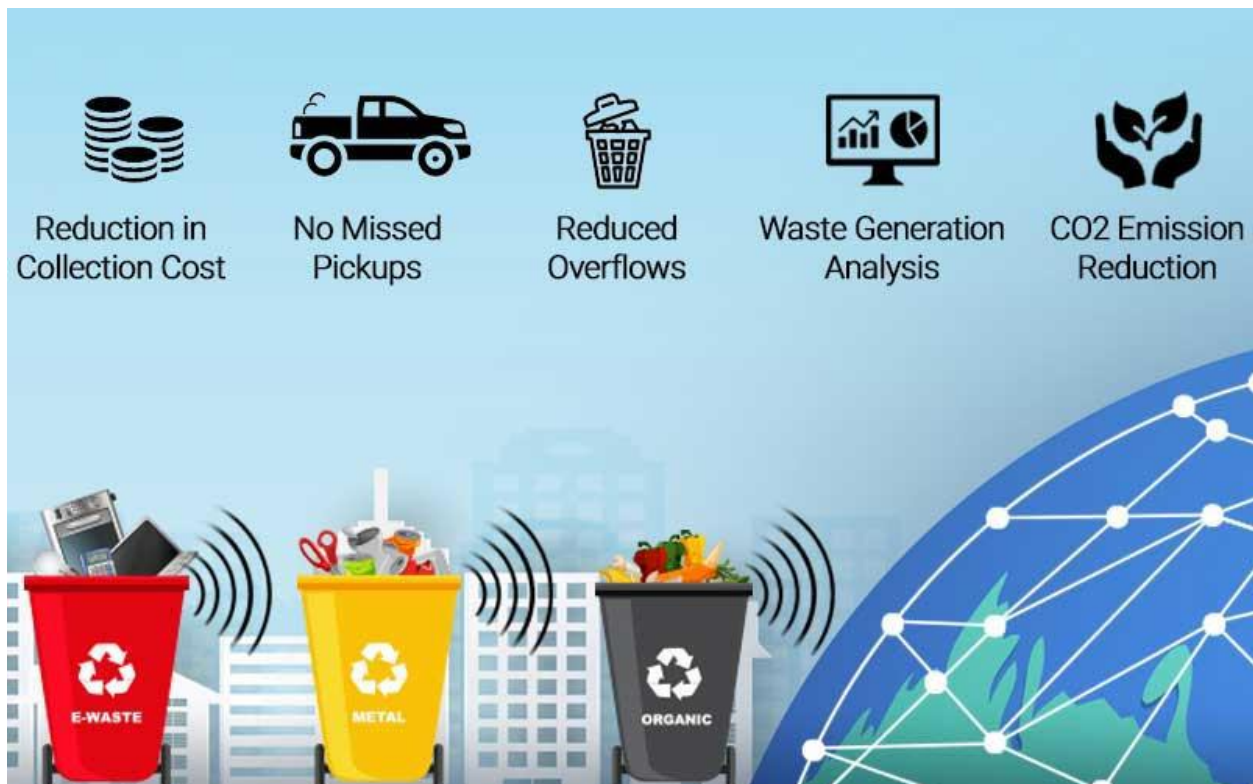 Reduction in
Collection Cost
No Missed
Pickups
Reduced
Overflows
Waste Generation
Analysis
CO2 Emission
Reduction
E-WASTE
METAL
ORGANIC